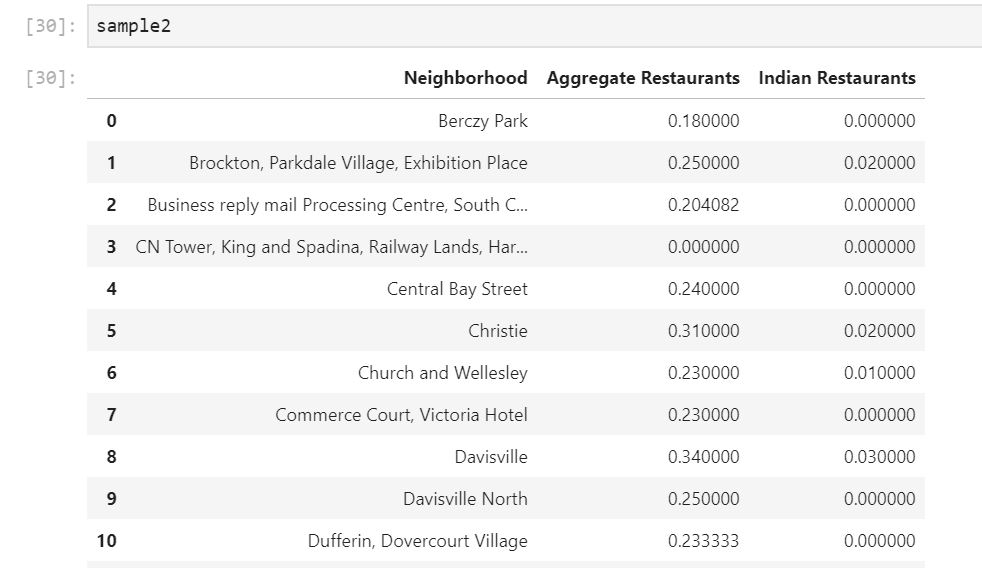 [30]: sample2
[30]: Neighborhood Aggregate Restaurants Indian Restaurants
0 Berczy Park 0.180000 0.000000
1 Brockton, Parkdale Village, Exhibition Place 0.250000 0.020000
2 Business reply mail Processing Centre, South C... 0.204082 0.000000
3 CN Tower, King and Spadina, Railway Lands, Har... 0.000000 0.000000
4 Central Bay Street 0.240000 0.000000
5 Christie 0.310000 0.020000
6 Church and Wellesley 0.230000 0.010000
7 Commerce Court, Victoria Hotel 0.230000 0.000000
8 Davisville 0.340000 0.030000
9 Davisville North 0.250000 0.000000
10 Dufferin, Dovercourt Village 0.233333 0.000000